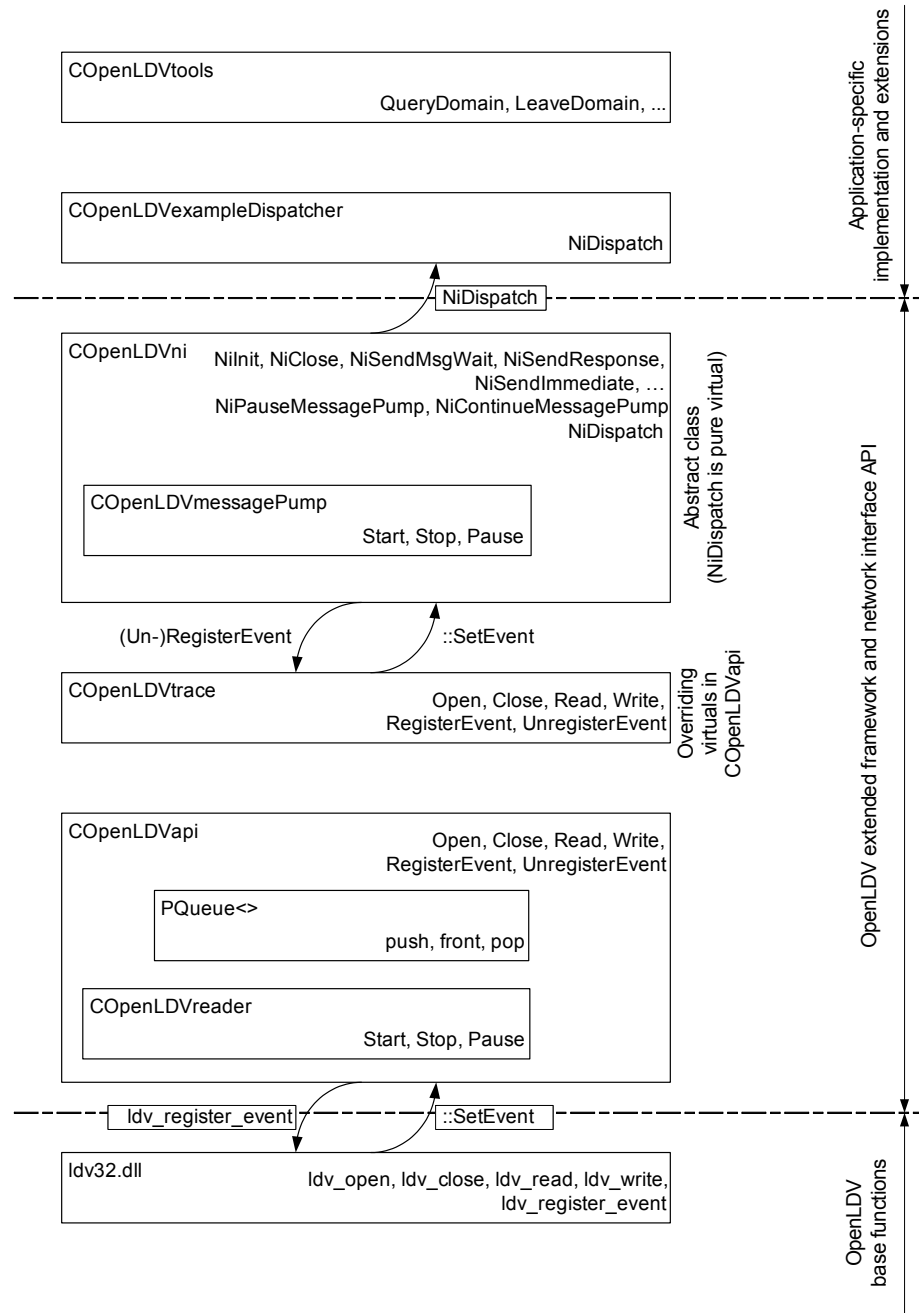 COpenLDVtools
QueryDomain, LeaveDomain, ...
Application-specific
implementation and extensions
COpenLDVexampleDispatcher
NiDispatch
NiDispatch
COpenLDVni
NiInit, NiClose, NiSendMsgWait, NiSendResponse,
NiSendImmediate, …
NiPauseMessagePump, NiContinueMessagePump
NiDispatch
COpenLDVmessagePump
Start, Stop, Pause
Abstract class
(NiDispatch is pure virtual)
(Un-)RegisterEvent
::SetEvent
COpenLDVtrace
Open, Close, Read, Write,
RegisterEvent, UnregisterEvent
Overriding
virtuals in
COpenLDVapi
OpenLDV extended framework and network interface API
COpenLDVapi
Open, Close, Read, Write,
RegisterEvent, UnregisterEvent
PQueue<>
push, front, pop
COpenLDVreader
Start, Stop, Pause
ldv_register_event
::SetEvent
ldv32.dll
ldv_open, ldv_close, ldv_read, ldv_write,
ldv_register_event
OpenLDV
base functions